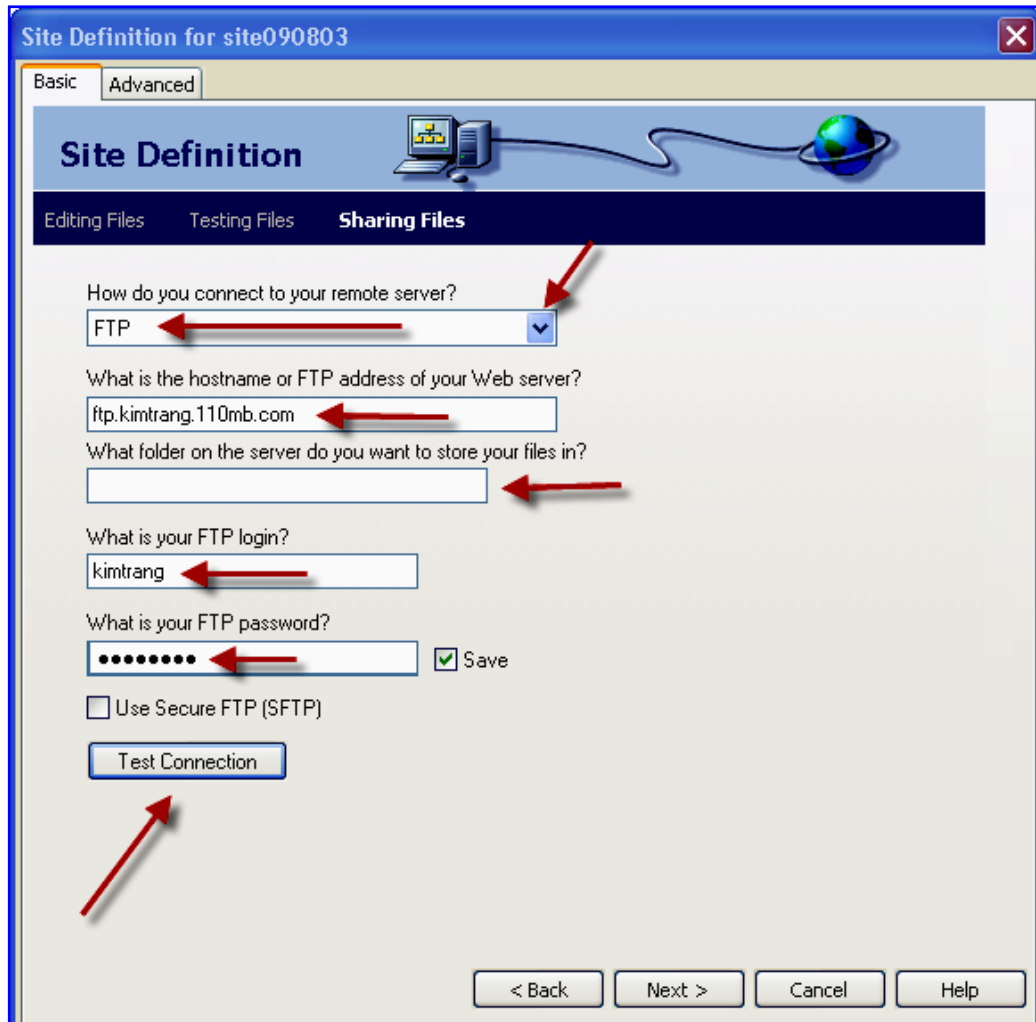 Site Definition for site090803
Basic Advanced
Site Definition
Editing Files Testing Files Sharing Files
How do you connect to your remote server?
FTP
What is the hostname or FTP address of your Web server?
ftp.kimtrang.110mb.com
What folder on the server do you want to store your files in?
What is your FTP login?
kimtrang
What is your FTP password?
•••••••• Save
Use Secure FTP (SFTP)
Test Connection
< Back Next > Cancel Help